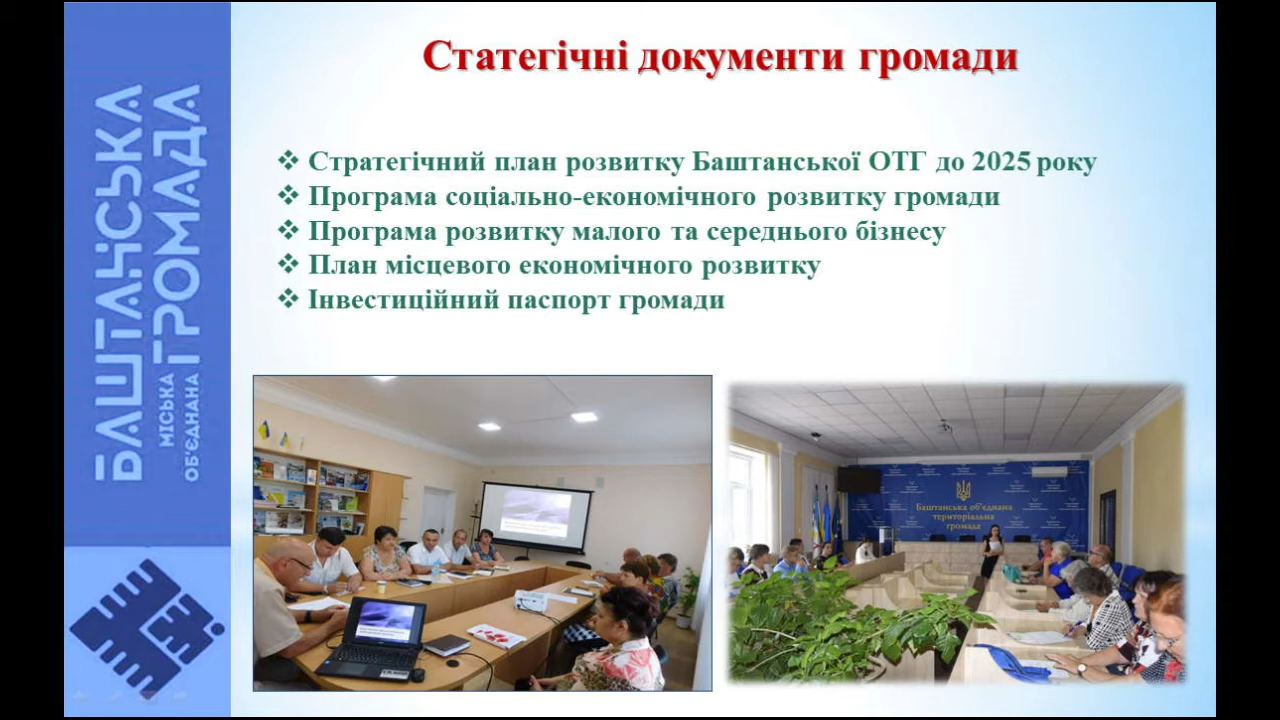 Статегічні документи громади
❖ Стратегічний план розвитку Баштанської ОТГ до 2025 року
❖ Програма соціально-економічного розвитку громади
❖ Програма розвитку малого та середнього бізнесу
❖ План місцевого економічного розвитку
❖ Інвестиційний паспорт громади
БАШТАНСЬКА
МІСЬКА
ОБ'ЄДНАНА
ГРОМАДА
Баштанська об'єднана
територіальна
громада